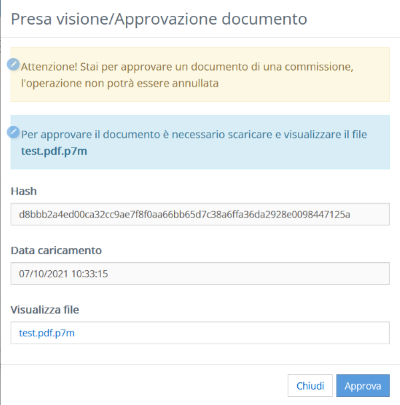 Presa visione/Approvazione documento
Attenzione! Stai per approvare un documento di una commissione,
l'operazione non potrà essere annullata
Per approvare il documento è necessario scaricare e visualizzare il file
test.pdf.p7m
Hash
d8bbb2a4ed00ca32cc9ae7f8f0aa66bb65d7c38a6ffa36da2928e0098447125a
Data caricamento
07/10/2021 10:33:15
Visualizza file
test.pdf.p7m
Chiudi
Approva